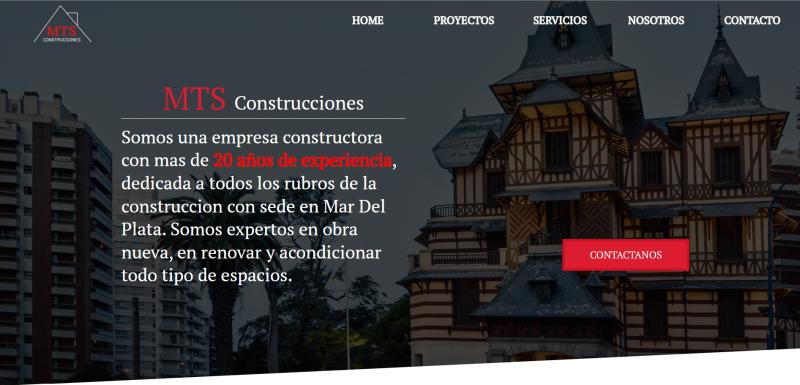 MTS
CONSTRUCCIONES
HOME PROYECTOS SERVICIOS NOSOTROS CONTACTO
MTS Construcciones
Somos una empresa constructora
con mas de 20 años de experiencia,
dedicada a todos los rubros de la
construccion con sede en Mar Del
Plata. Somos expertos en obra
nueva, en renovar y acondicionar
todo tipo de espacios.
CONTACTANOS